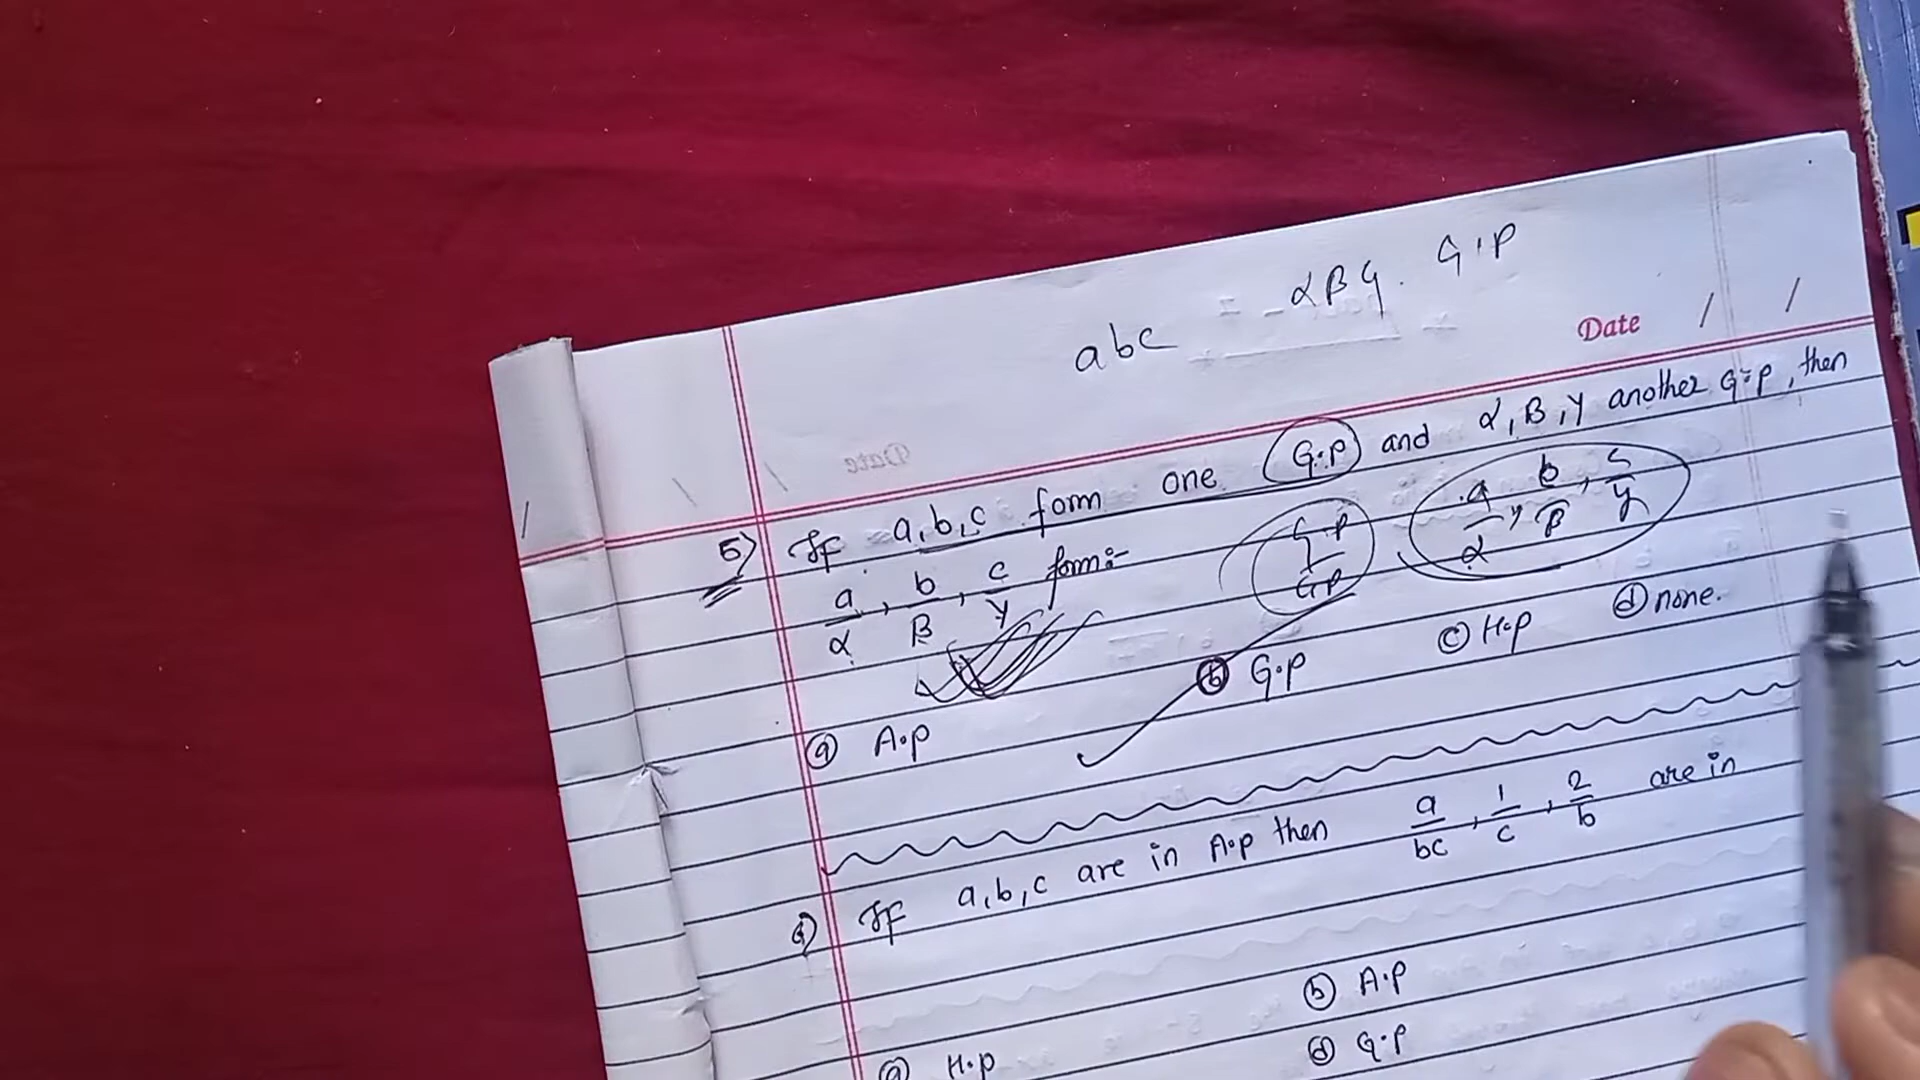 αβγ. G.P
abc
Date / /
5) If a,b,c form one G.P and α,β,γ another G.P, then
a/α, b/β, c/γ form:-
G.P/G.P
a/α, b/β, c/γ
(a) A.P (b) G.P (c) H.P (d) none.
If a,b,c are in A.P then a/bc, 1/c, 2/b are in
(a) H.P (b) A.P
(d) G.P